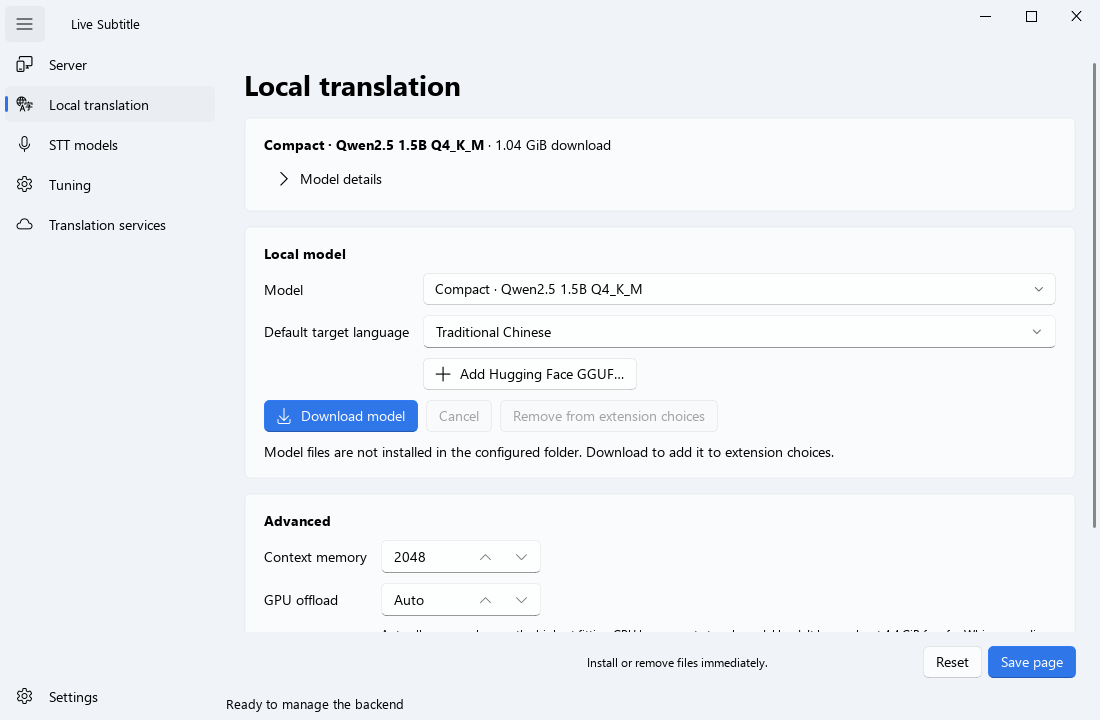 Live Subtitle
Server
Local translation
STT models
Tuning
Translation services
Settings
Local translation
Compact · Qwen2.5 1.5B Q4_K_M · 1.04 GiB download
Model details
Local model
Model
Compact · Qwen2.5 1.5B Q4_K_M
Default target language
Traditional Chinese
Add Hugging Face GGUF...
Download model
Cancel
Remove from extension choices
Model files are not installed in the configured folder. Download to add it to extension choices.
Advanced
Context memory
2048
GPU offload
Auto
Install or remove files immediately.
Reset
Save page
Ready to manage the backend